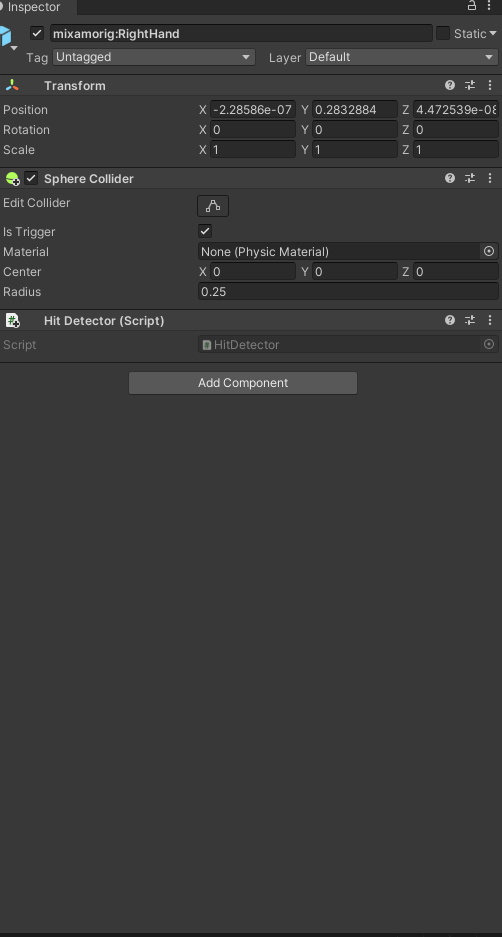 Inspector
mixamorig:RightHand Static
Tag Untagged Layer Default
Transform
Position X -2.28586e-07 Y 0.2832884 Z 4.472539e-08
Rotation X 0 Y 0 Z 0
Scale X 1 Y 1 Z 1
Sphere Collider
Edit Collider
Is Trigger
Material None (Physic Material)
Center X 0 Y 0 Z 0
Radius 0.25
# Hit Detector (Script)
Script # HitDetector
Add Component